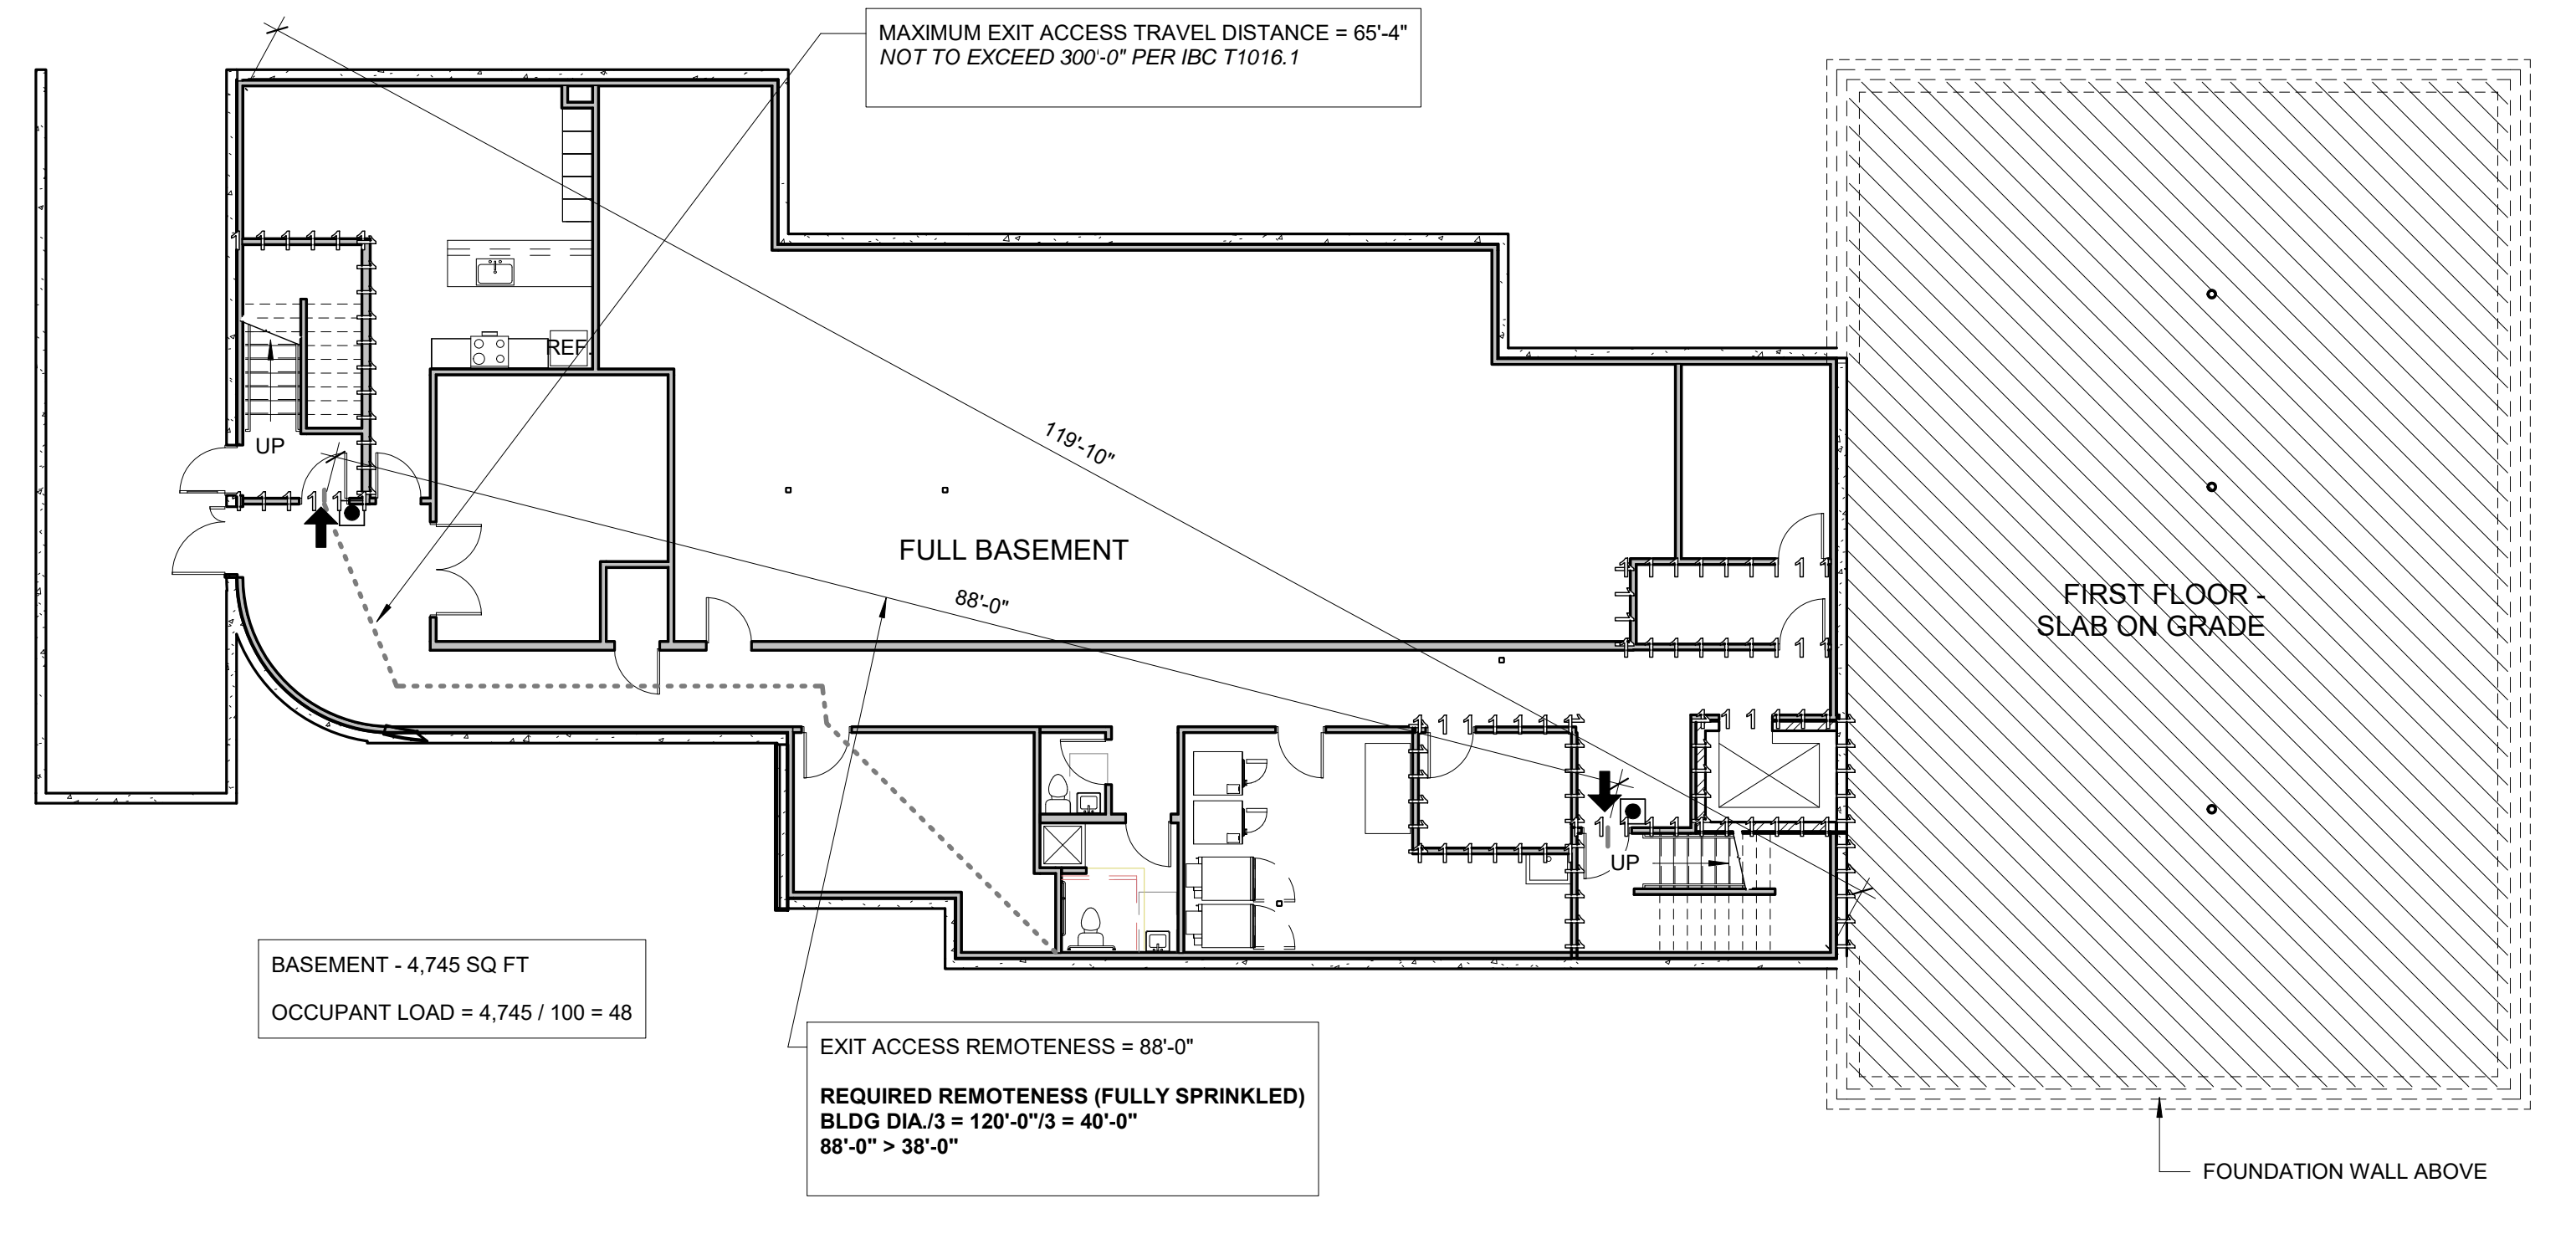 MAXIMUM EXIT ACCESS TRAVEL DISTANCE = 65'-4"
NOT TO EXCEED 300'-0" PER IBC T1016.1
REF.
UP
119'-10"
FULL BASEMENT
88'-0"
FIRST FLOOR -
SLAB ON GRADE
UP
BASEMENT - 4,745 SQ FT
OCCUPANT LOAD = 4,745 / 100 = 48
EXIT ACCESS REMOTENESS = 88'-0"
REQUIRED REMOTENESS (FULLY SPRINKLED)
BLDG DIA./3 = 120'-0"/3 = 40'-0"
88'-0" > 38'-0"
FOUNDATION WALL ABOVE